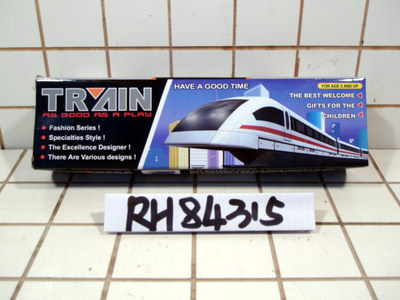 TRAIN
AS GOOD AS A PLAY
• Fashion Series !
• Specialties Style !
• The Excellence Designer !
• There Are Various designs !
HAVE A GOOD TIME
FOR AGE 3 AND UP
THE BEST WELCOME
GIFTS FOR THE
CHILDREN
RH84315